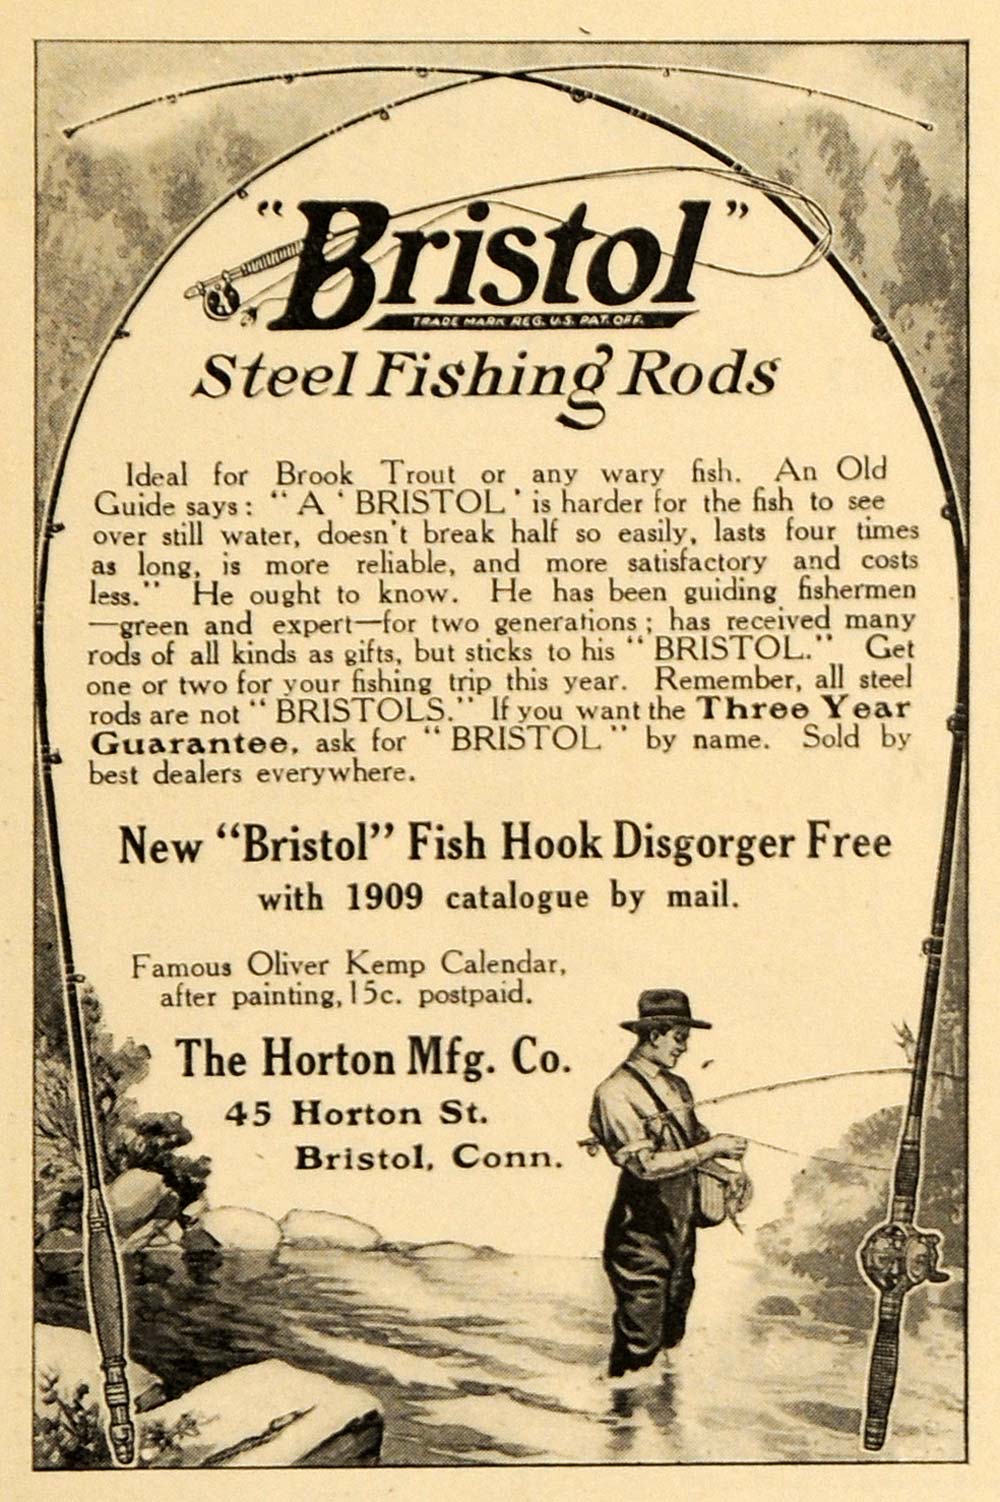 "Bristol"
TRADE MARK REG. U.S. PAT. OFF.
Steel Fishing Rods
Ideal for Brook Trout or any wary fish. An Old
Guide says: "A 'BRISTOL' is harder for the fish to see
over still water, doesn't break half so easily, lasts four times
as long, is more reliable, and more satisfactory and costs
less." He ought to know. He has been guiding fishermen
—green and expert—for two generations; has received many
rods of all kinds as gifts, but sticks to his "BRISTOL." Get
one or two for your fishing trip this year. Remember, all steel
rods are not "BRISTOLS." If you want the Three Year
Guarantee, ask for "BRISTOL" by name. Sold by
best dealers everywhere.
New "Bristol" Fish Hook Disgorger Free
with 1909 catalogue by mail.
Famous Oliver Kemp Calendar,
after painting, 15c. postpaid.
The Horton Mfg. Co.
45 Horton St.
Bristol, Conn.